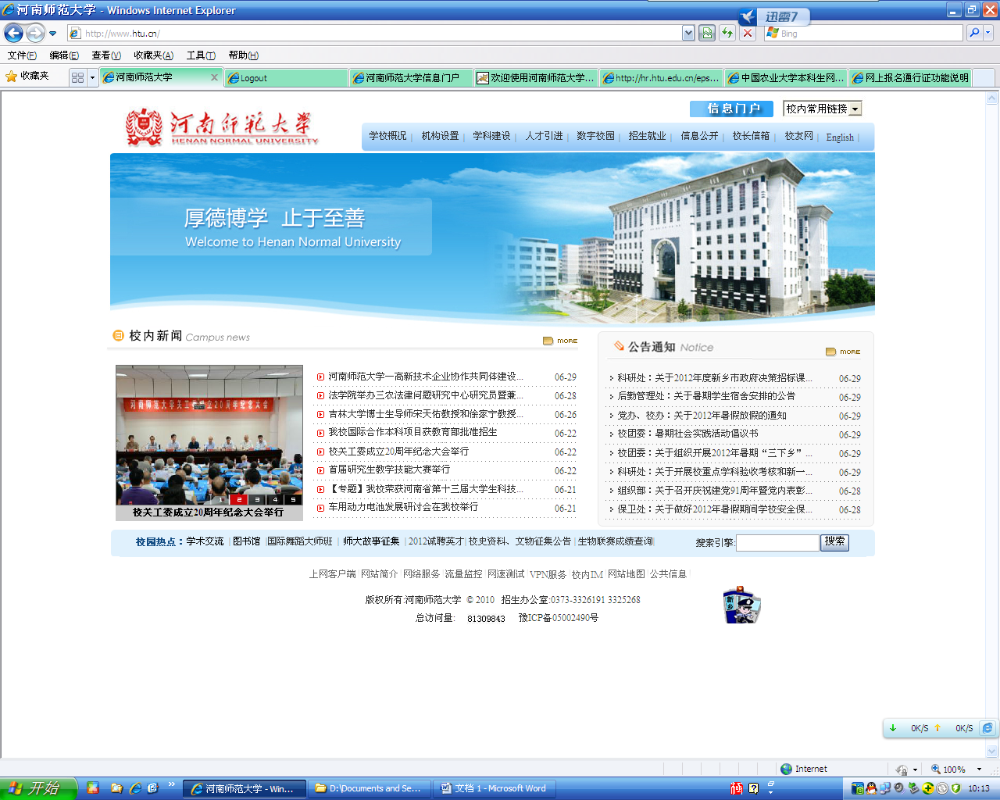 河南师范大学 - Windows Internet Explorer
迅雷7
http://www.htu.cn/
Bing
文件(F) 编辑(E) 查看(V) 收藏夹(A) 工具(T) 帮助(H)
收藏夹
河南师范大学
Logout
河南师范大学信息门户
欢迎使用河南师范大学...
http://hr.htu.edu.cn/eps...
中国农业大学本科生网...
网上报名通行证功能说明
信息门户 校内常用链接
河南师范大学
HENAN NORMAL UNIVERSITY
学校概况 | 机构设置 | 学科建设 | 人才引进 | 数字校园 | 招生就业 | 信息公开 | 校长信箱 | 校友网 | English |
厚德博学 止于至善
Welcome to Henan Normal University
校内新闻 Campus news MORE
河南师范大学关工委成立20周年纪念大会
1 2 3 4 5
校关工委成立20周年纪念大会举行
河南师范大学一高新技术企业协作共同体建设... 06-29
法学院举办三农法律问题研究中心研究员暨兼... 06-28
吉林大学博士生导师宋天佑教授和徐家宁教授... 06-26
我校国际合作本科项目获教育部批准招生 06-22
校关工委成立20周年纪念大会举行 06-22
首届研究生教学技能大赛举行 06-22
【专题】我校荣获河南省第十三届大学生科技... 06-21
车用动力电池发展研讨会在我校举行 06-21
公告通知 Notice MORE
科研处：关于2012年度新乡市政府决策招标课... 06-29
后勤管理处：关于暑期学生宿舍安排的公告 06-29
党办、校办：关于2012年暑假放假的通知 06-29
校团委：暑期社会实践活动倡议书 06-29
校团委：关于组织开展2012年暑期“三下乡”... 06-29
科研处：关于开展校重点学科验收考核和新一... 06-29
组织部：关于召开庆祝建党91周年暨党内表彰... 06-28
保卫处：关于做好2012年暑假期间学校安全保... 06-28
校园热点：学术交流 |图书馆 |国际舞蹈大师班 | 师大故事征集 |2012诚聘英才|校史资料、文物征集公告|生物联赛成绩查询|
搜索引擎: 搜索
上网客户端 | 网站简介 | 网络服务 | 流量监控 | 网速测试 | VPN服务 | 校内IM | 网站地图 | 公共信息 |
版权所有:河南师范大学 © 2010 招生办公室:0373-3326191 3325268
总访问量: 81309843 豫ICP备05002490号
新乡
0K/S 0K/S
Internet
100%
开始
河南师范大学 - Win...
D:\Documents and Se...
文档 1 - Microsoft Word
10:13